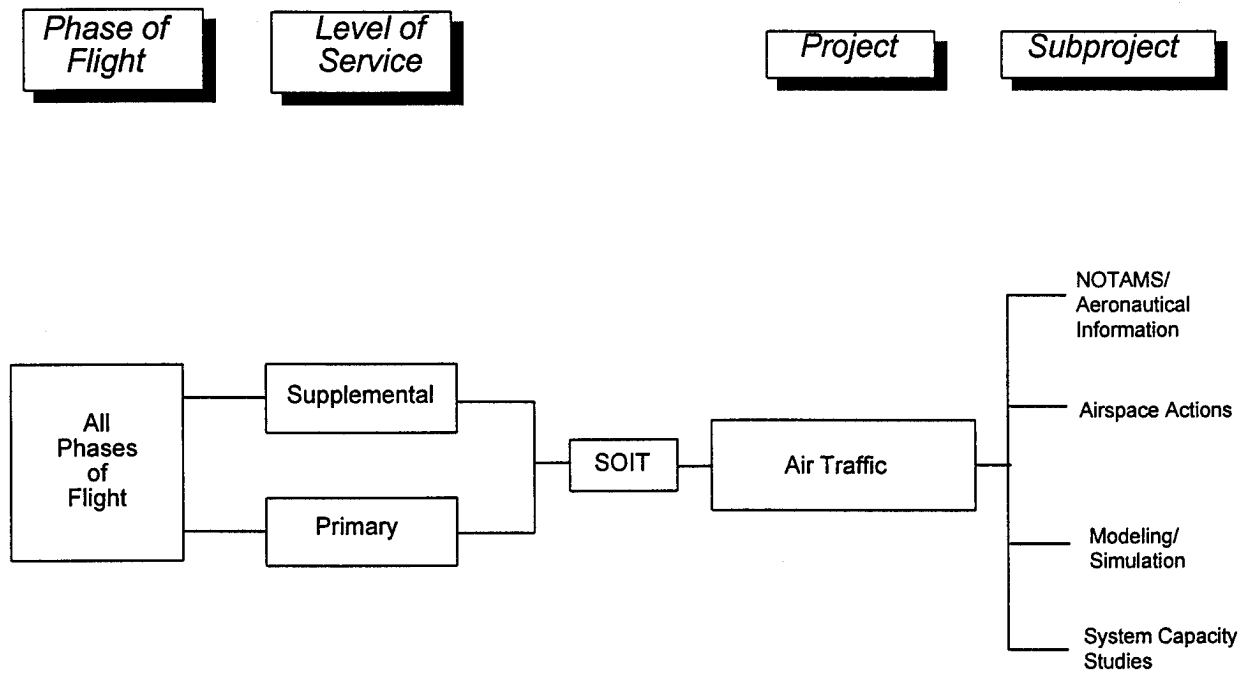 Phase of
Flight
Level of
Service
Project
Subproject
All
Phases
of
Flight
Supplemental
Primary
SOIT
Air Traffic
NOTAMS/
Aeronautical
Information
Airspace Actions
Modeling/
Simulation
System Capacity
Studies